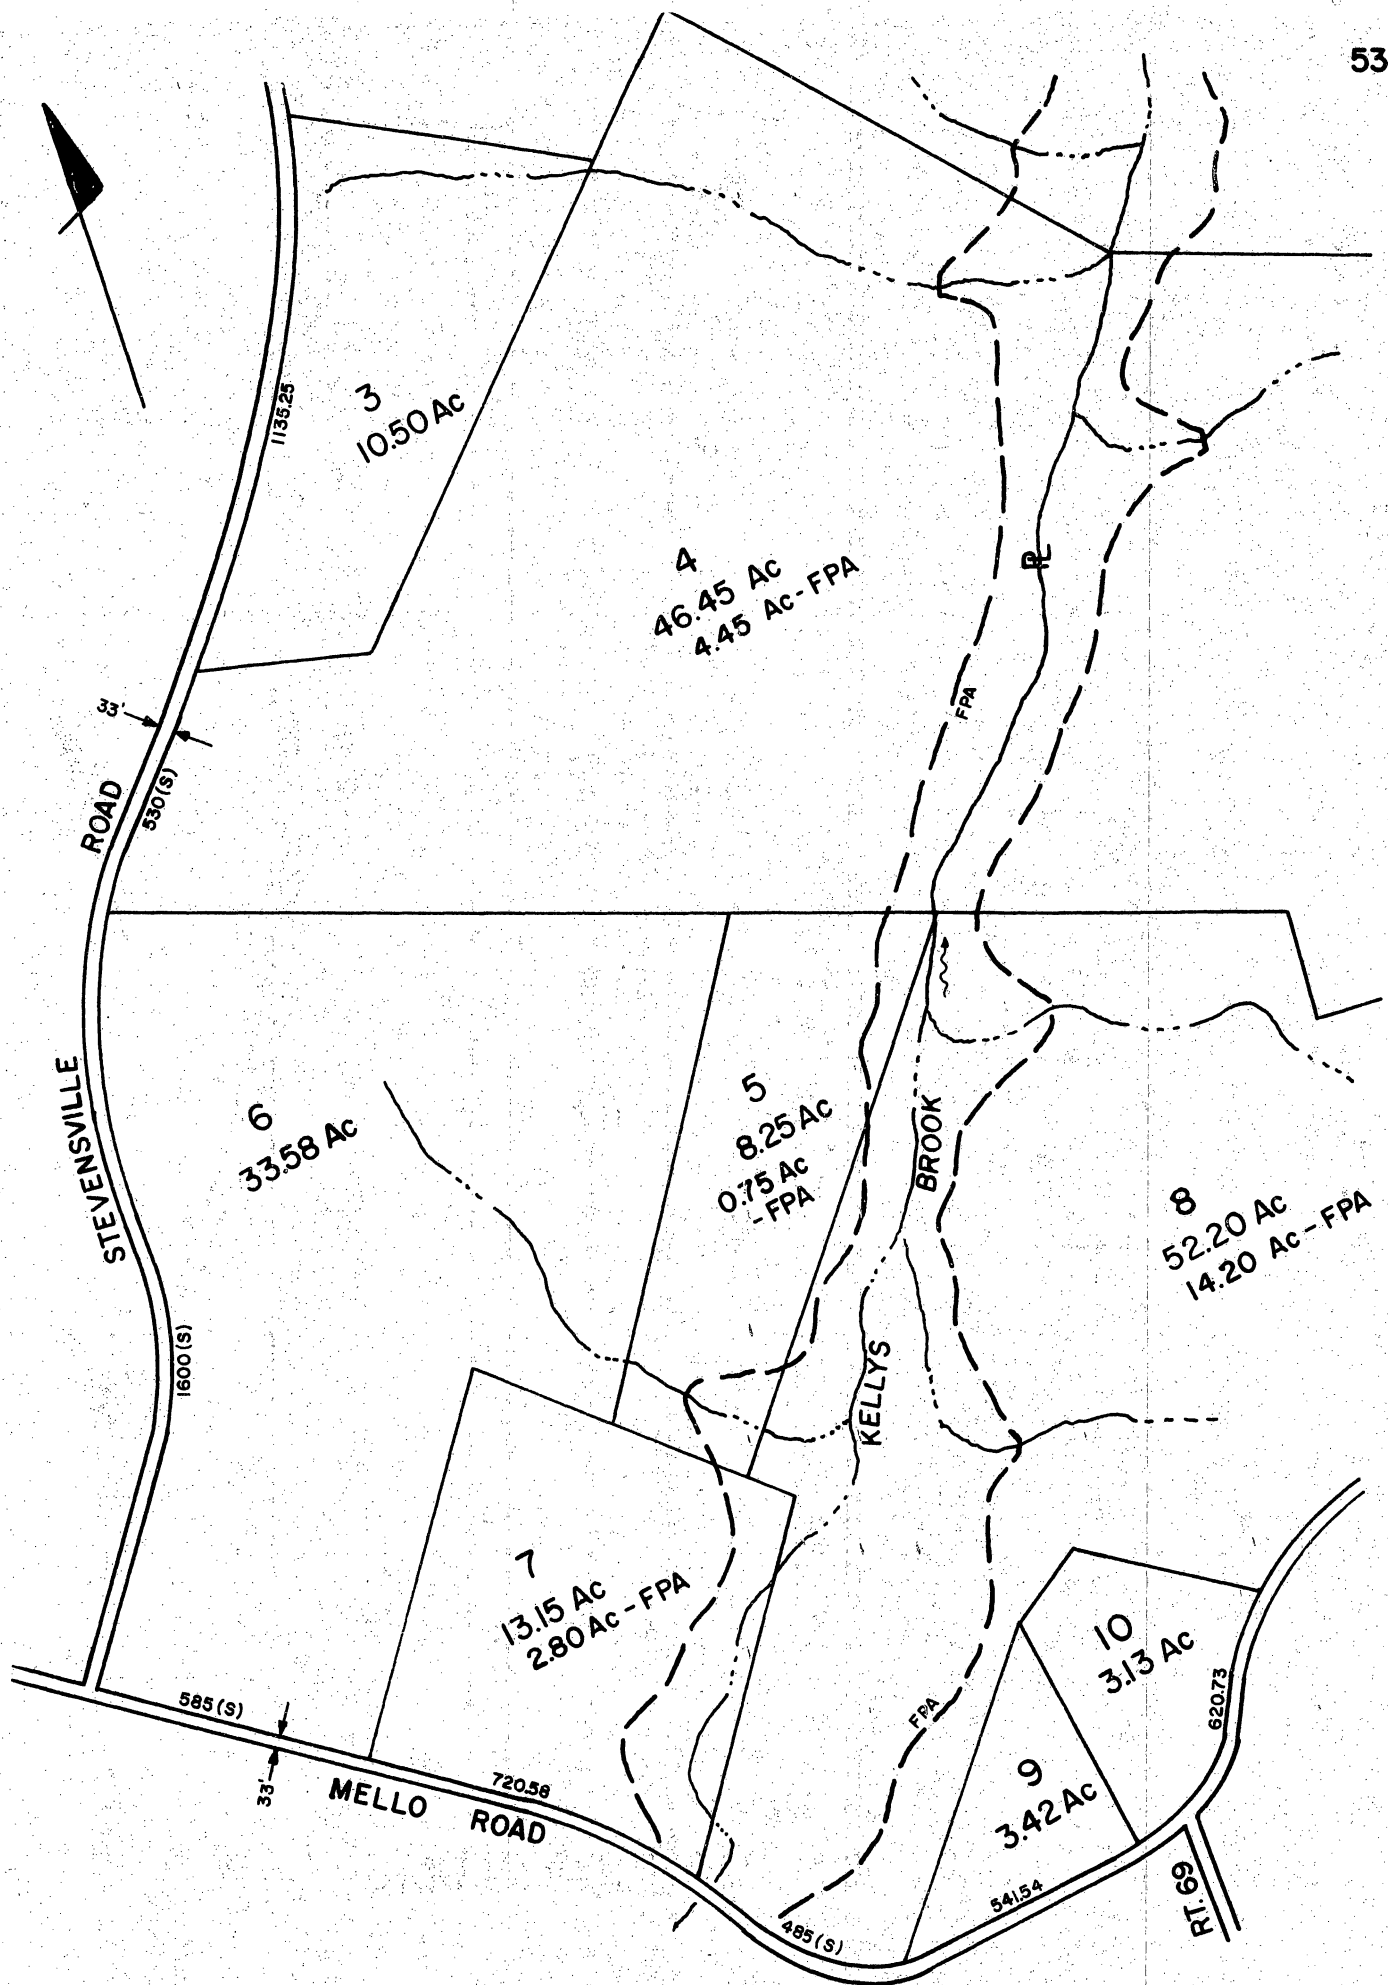 53
1135.25
3
10.50 Ac
4
46.45 Ac
4.45 Ac-FPA
PL
FPA
33'
530(S)
STEVENSVILLE ROAD
6
33.58 Ac
5
8.25 Ac
0.75 Ac
-FPA
KELLYS BROOK
8
52.20 Ac
14.20 Ac-FPA
1600(S)
7
13.15 Ac
2.80 Ac-FPA
10
3.13 Ac
620.73
FPA
9
3.42 Ac
585(S)
33'
MELLO ROAD
720.58
541.54
485(S)
RT. 69